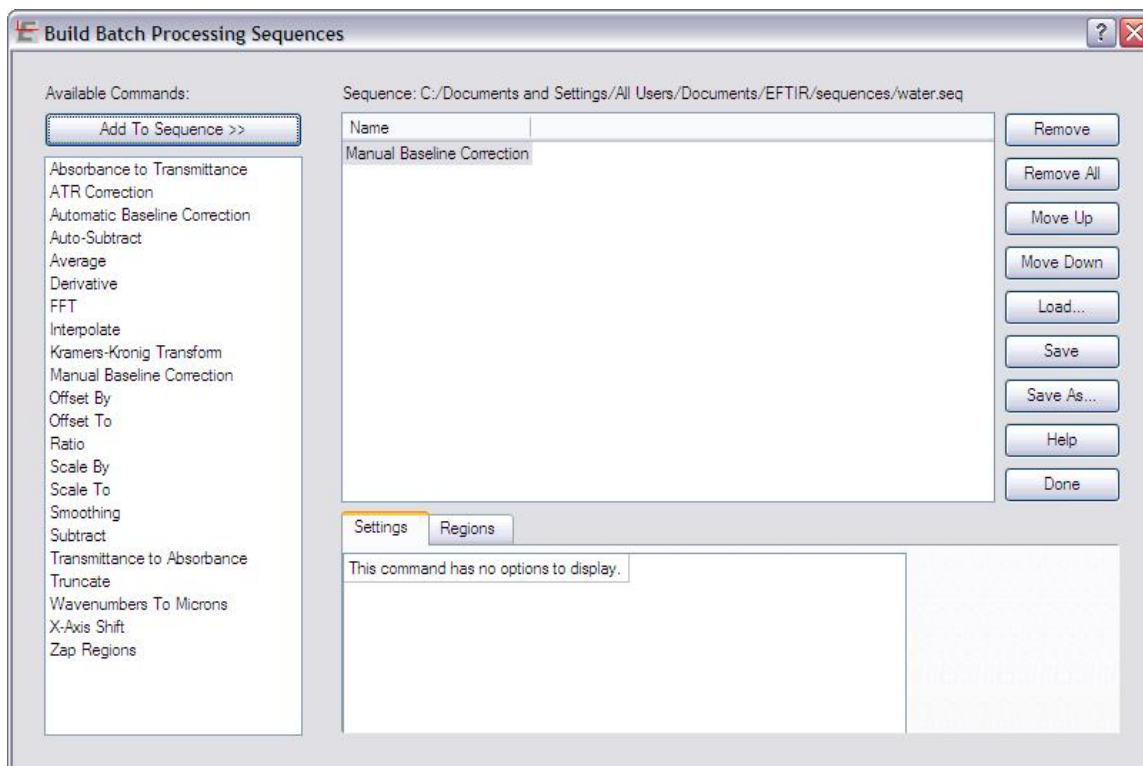 Build Batch Processing Sequences
Available Commands:
Add To Sequence >>
Absorbance to Transmittance
ATR Correction
Automatic Baseline Correction
Auto-Subtract
Average
Derivative
FFT
Interpolate
Kramers-Kronig Transform
Manual Baseline Correction
Offset By
Offset To
Ratio
Scale By
Scale To
Smoothing
Subtract
Transmittance to Absorbance
Truncate
Wavenumbers To Microns
X-Axis Shift
Zap Regions
Sequence: C:/Documents and Settings/All Users/Documents/EFTIR/sequences/water.seq
Name
Manual Baseline Correction
Remove
Remove All
Move Up
Move Down
Load...
Save
Save As...
Help
Done
Settings
Regions
This command has no options to display.